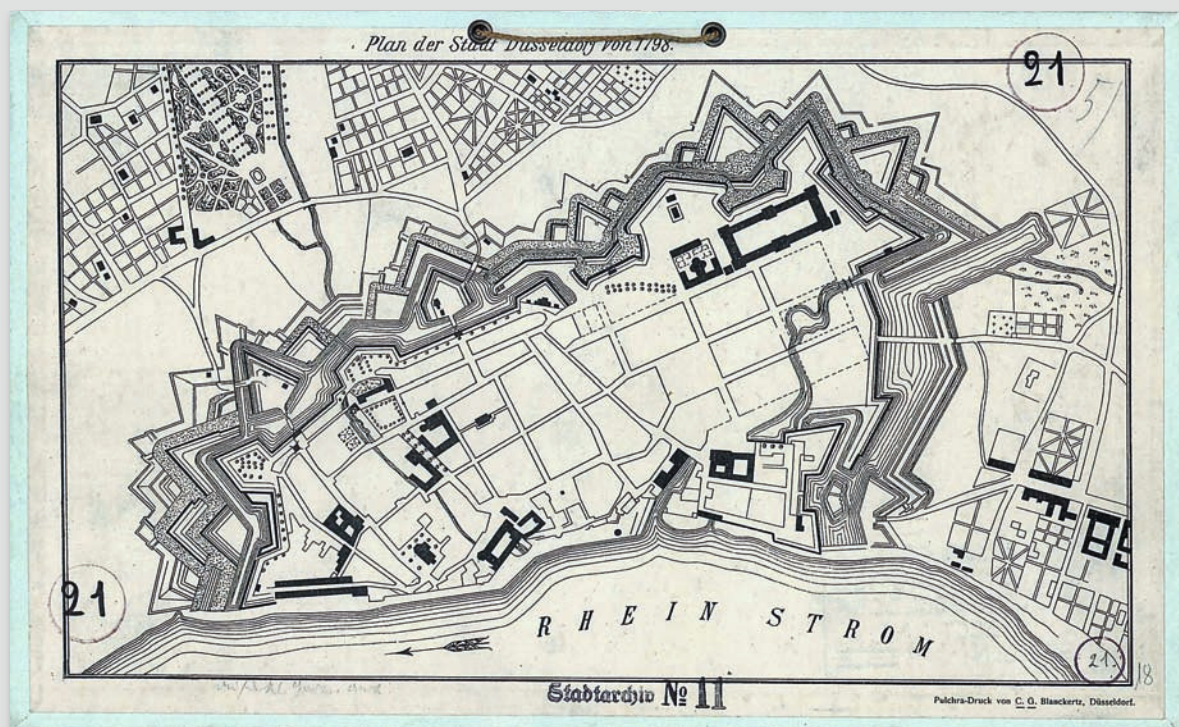 Plan der Stadt Düsseldorf von 1798.
21
51
21
RHEIN STROM
21.
18
Stadtarchiv No 11
Pulchra-Druck von C. G. Blanckertz, Düsseldorf.